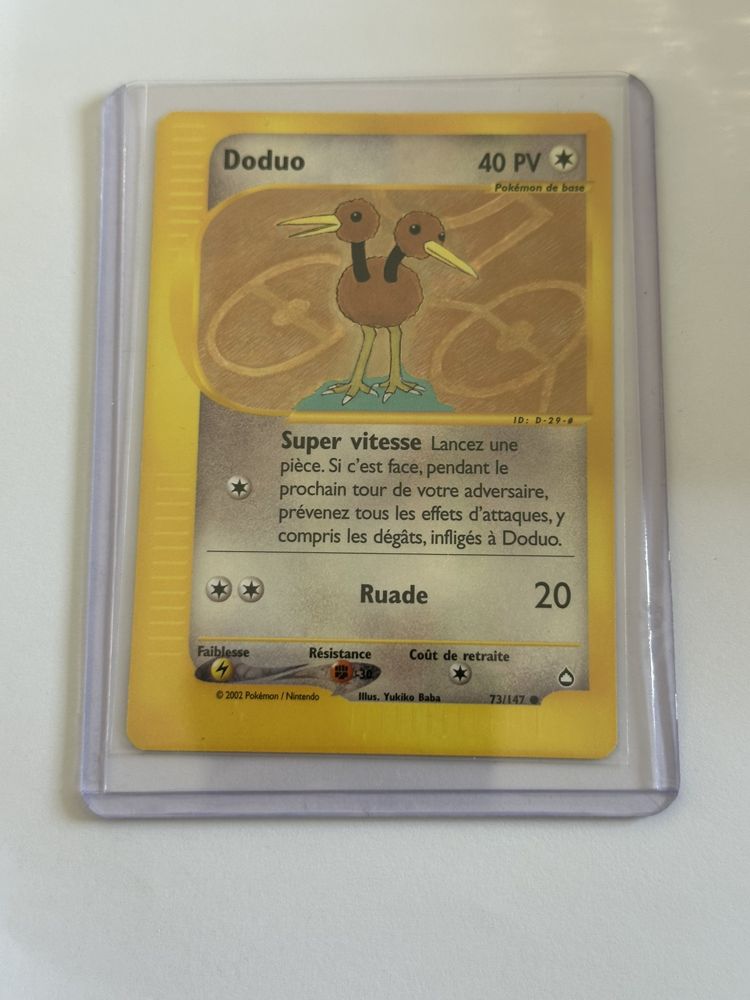 Doduo 40 PV
Pokémon de base
ID: D-29-#
Super vitesse Lancez une
pièce. Si c'est face, pendant le
prochain tour de votre adversaire,
prévenez tous les effets d'attaques, y
compris les dégâts, infligés à Doduo.
Ruade 20
Faiblesse Résistance Coût de retraite
-30
© 2002 Pokémon / Nintendo Illus. Yukiko Baba 73/147